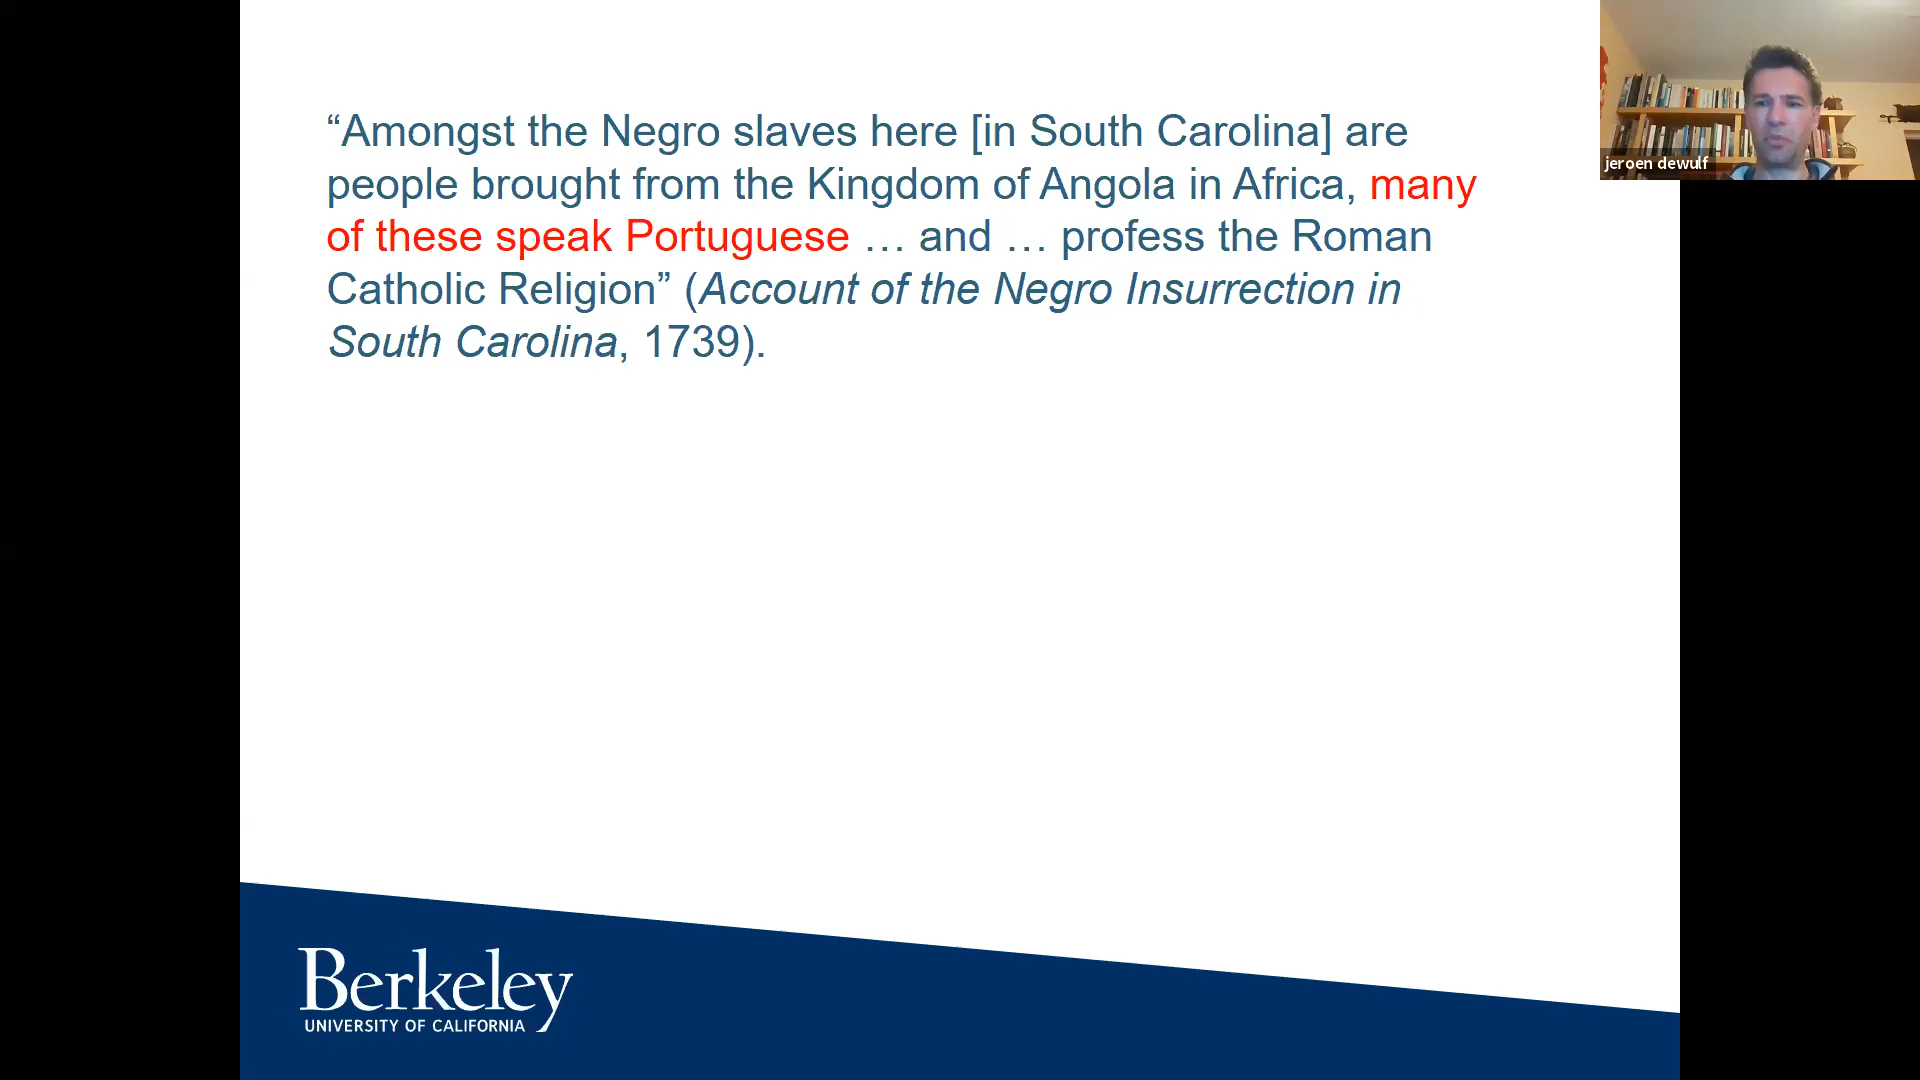 “Amongst the Negro slaves here [in South Carolina] are
people brought from the Kingdom of Angola in Africa, many
of these speak Portuguese … and … profess the Roman
Catholic Religion” (Account of the Negro Insurrection in
South Carolina, 1739).
jeroen dewulf
Berkeley
UNIVERSITY OF CALIFORNIA